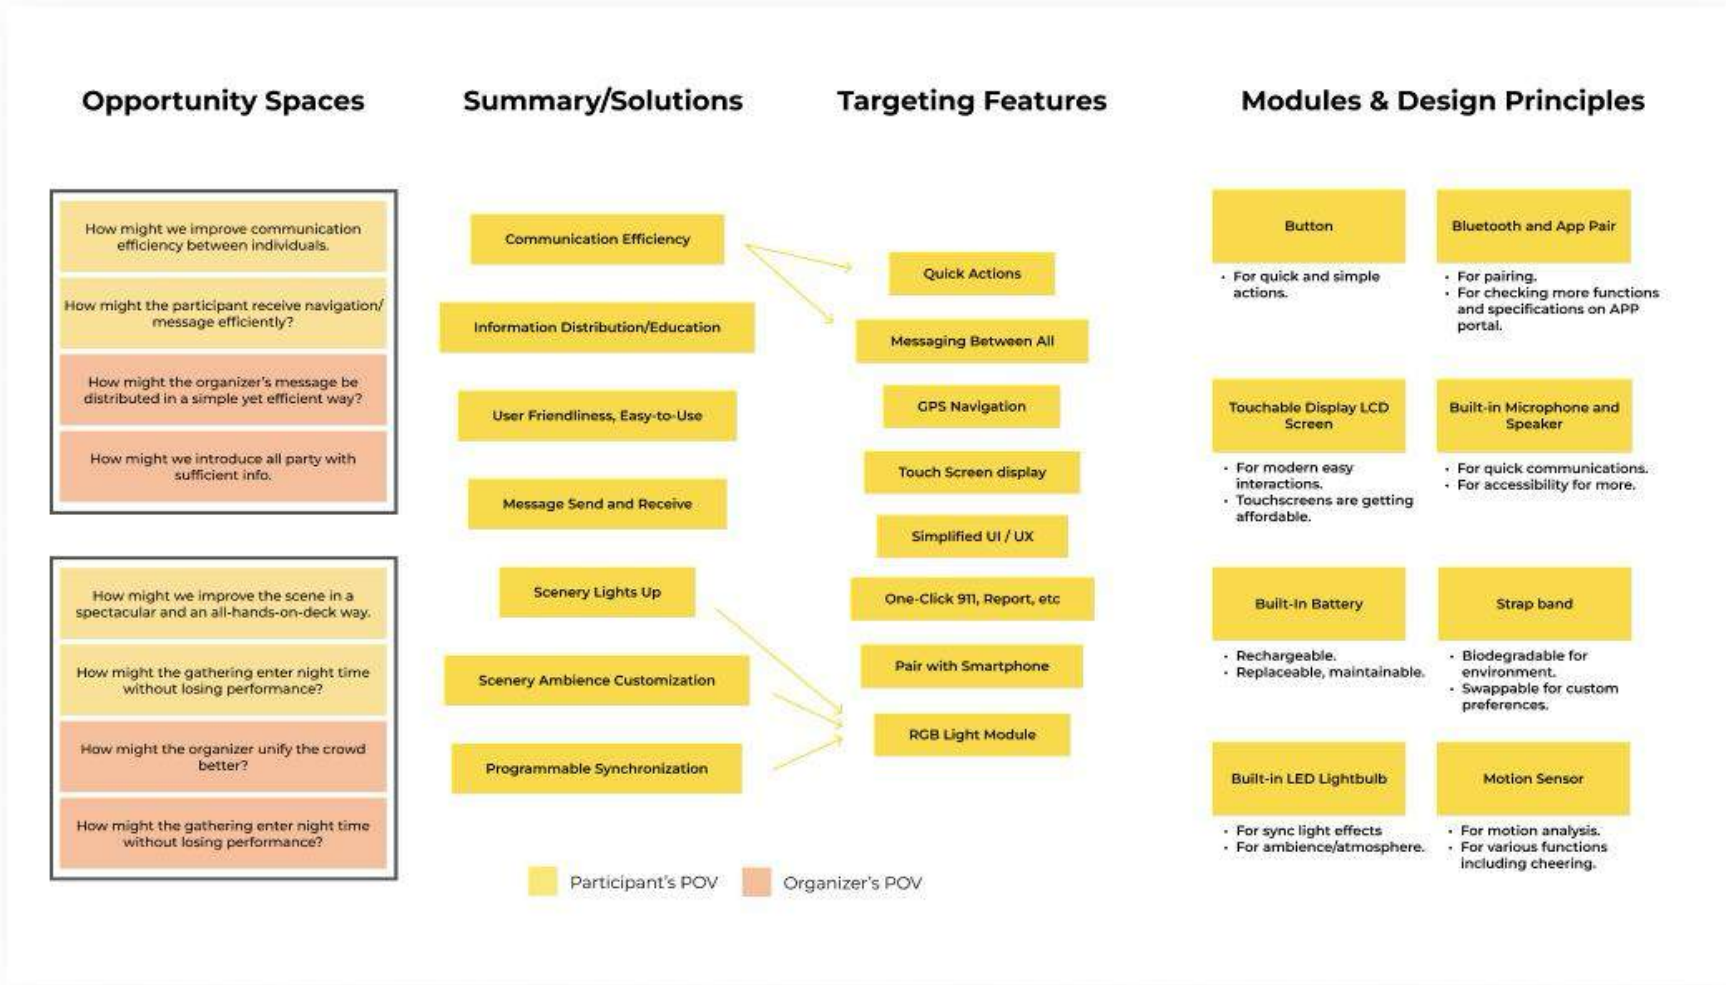 Opportunity Spaces
Summary/Solutions
Targeting Features
Modules & Design Principles
How might we improve communication
efficiency between individuals.
How might the participant receive navigation/
message efficiently?
How might the organizer's message be
distributed in a simple yet efficient way?
How might we introduce all party with
sufficient info.
How might we improve the scene in a
spectacular and an all-hands-on-deck way.
How might the gathering enter night time
without losing performance?
How might the organizer unify the crowd
better?
How might the gathering enter night time
without losing performance?
Communication Efficiency
Information Distribution/Education
User Friendliness, Easy-to-Use
Message Send and Receive
Scenery Lights Up
Scenery Ambience Customization
Programmable Synchronization
Quick Actions
Messaging Between All
GPS Navigation
Touch Screen display
Simplified UI / UX
One-Click 911, Report, etc
Pair with Smartphone
RGB Light Module
Button
• For quick and simple
actions.
Bluetooth and App Pair
• For pairing.
• For checking more functions
and specifications on APP
portal.
Touchable Display LCD
Screen
• For modern easy
interactions.
• Touchscreens are getting
affordable.
Built-in Microphone and
Speaker
• For quick communications.
• For accessibility for more.
Built-In Battery
• Rechargeable.
• Replaceable, maintainable.
Strap band
• Biodegradable for
environment.
• Swappable for custom
preferences.
Built-in LED Lightbulb
• For sync light effects
• For ambience/atmosphere.
Motion Sensor
• For motion analysis.
• For various functions
including cheering.
Participant's POV
Organizer's POV